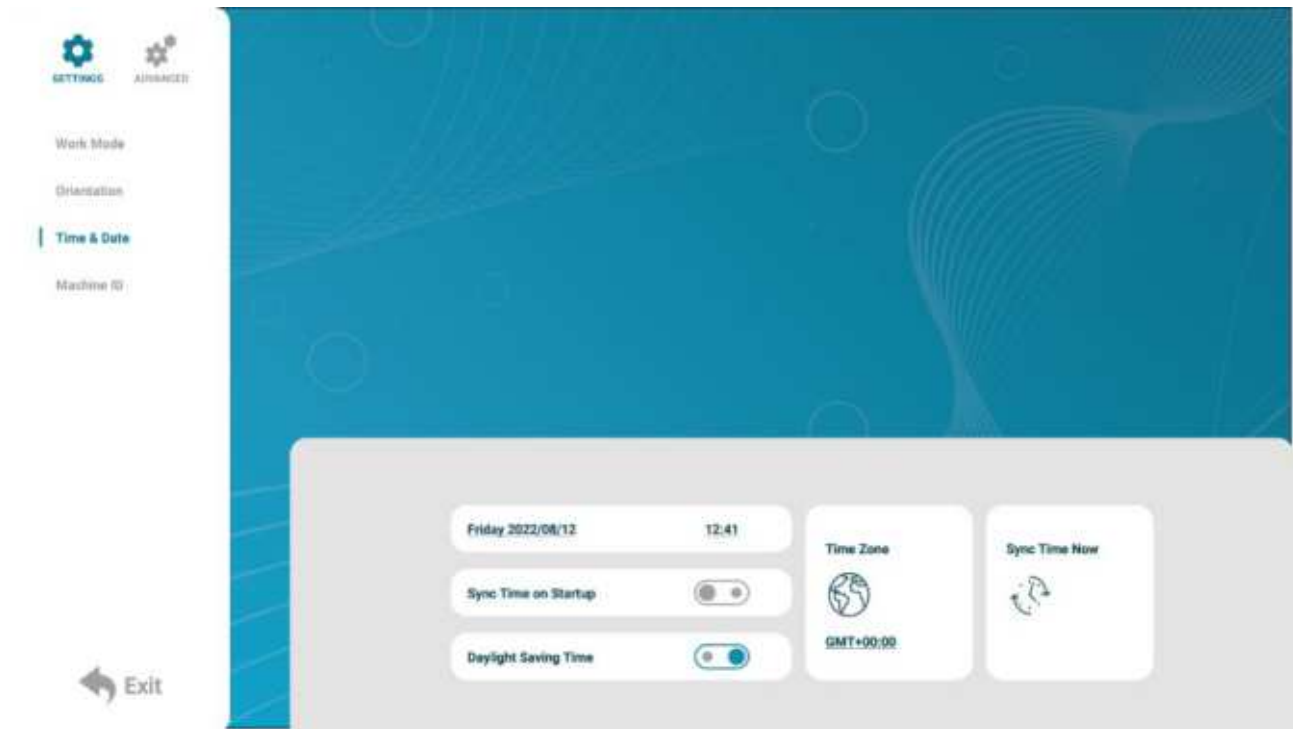 SETTINGS ADVANCED
Work Mode
Orientation
Time & Date
Machine ID
Exit
Friday 2022/08/12 12:41
Sync Time on Startup
Daylight Saving Time
Time Zone
GMT+00:00
Sync Time Now